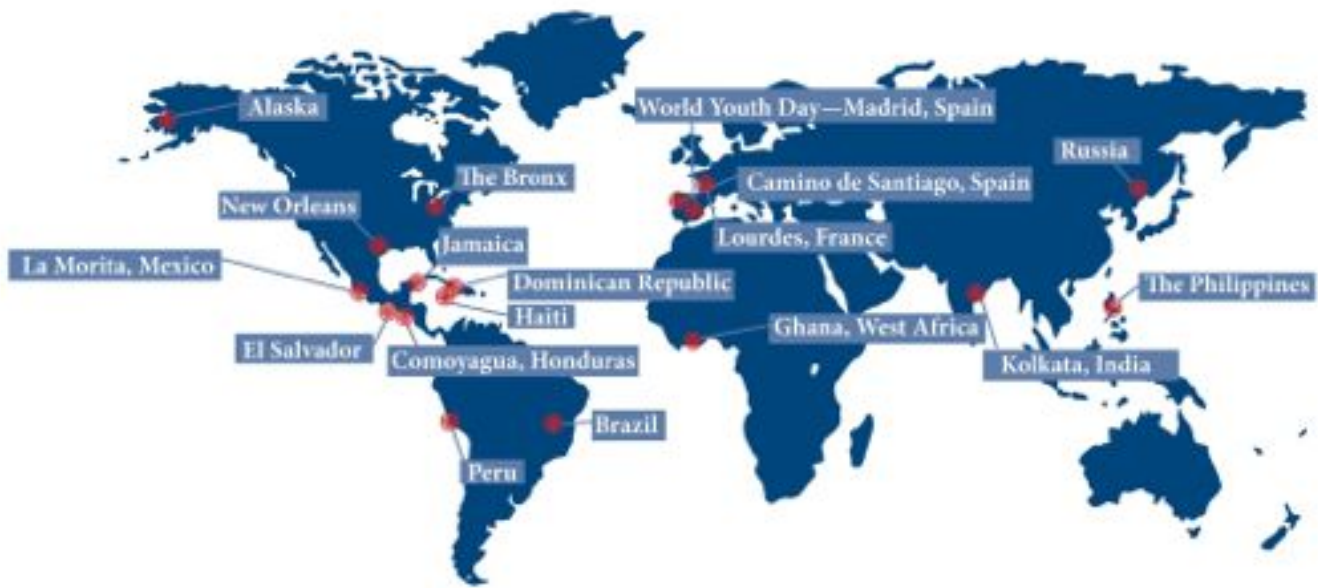 Alaska
World Youth Day—Madrid, Spain
Russia
The Bronx
Camino de Santiago, Spain
New Orleans
Jamaica
Lourdes, France
La Morita, Mexico
Dominican Republic
The Philippines
Haiti
Ghana, West Africa
El Salvador
Comoyagua, Honduras
Kolkata, India
Brazil
Peru